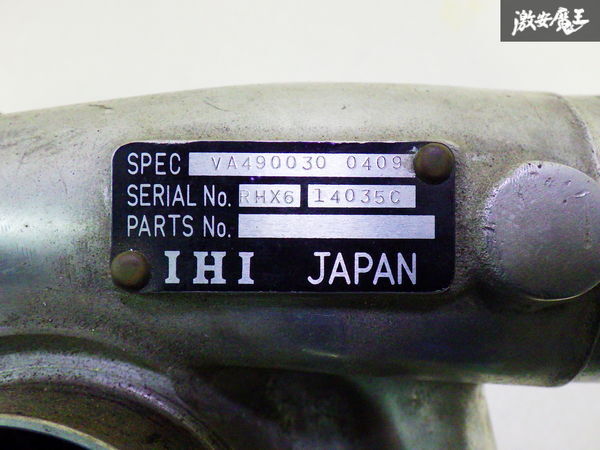 激安魔王
SPEC VA490030 0409
SERIAL No. RHX6 14035C
PARTS No.
IHI JAPAN